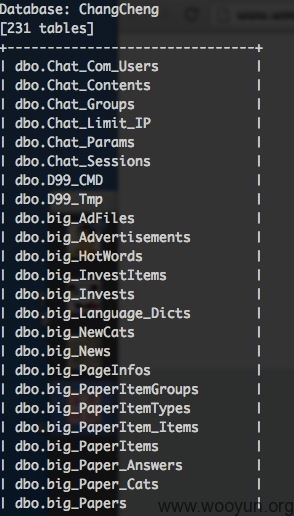 Database: ChangCheng
[231 tables]
+-------------------------------+
| dbo.Chat_Com_Users |
| dbo.Chat_Contents |
| dbo.Chat_Groups |
| dbo.Chat_Limit_IP |
| dbo.Chat_Params |
| dbo.Chat_Sessions |
| dbo.D99_CMD |
| dbo.D99_Tmp |
| dbo.big_AdFiles |
| dbo.big_Advertisements |
| dbo.big_HotWords |
| dbo.big_InvestItems |
| dbo.big_Invests |
| dbo.big_Language_Dicts |
| dbo.big_NewCats |
| dbo.big_News |
| dbo.big_PageInfos |
| dbo.big_PaperItemGroups |
| dbo.big_PaperItemTypes |
| dbo.big_PaperItem_Items |
| dbo.big_PaperItems |
| dbo.big_Paper_Answers |
| dbo.big_Paper_Cats |
| dbo.big_Papers |
www.wooyun.org